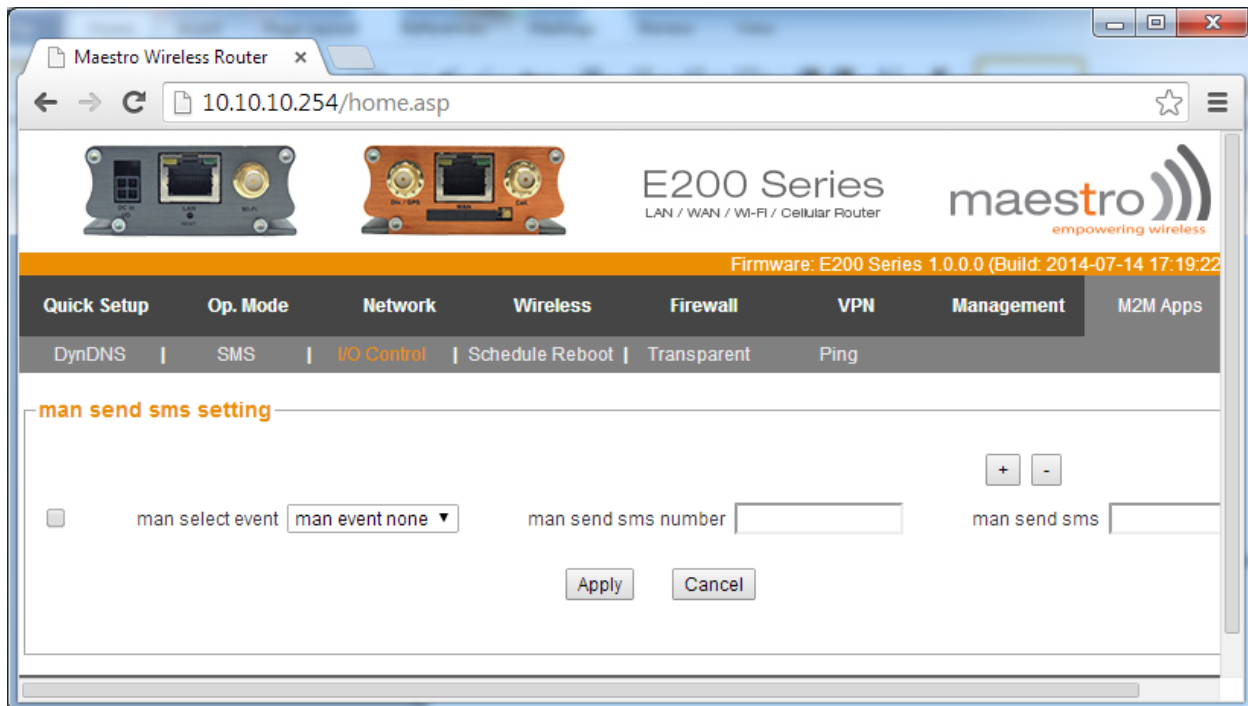 Maestro Wireless Router
10.10.10.254/home.asp
E200 Series
LAN / WAN / Wi-Fi / Cellular Router
maestro
empowering wireless
Firmware: E200 Series 1.0.0.0 (Build: 2014-07-14 17:19:22
Quick Setup Op. Mode Network Wireless Firewall VPN Management M2M Apps
DynDNS | SMS | I/O Control | Schedule Reboot | Transparent Ping
man send sms setting
+ -
man select event man event none man send sms number man send sms
Apply Cancel